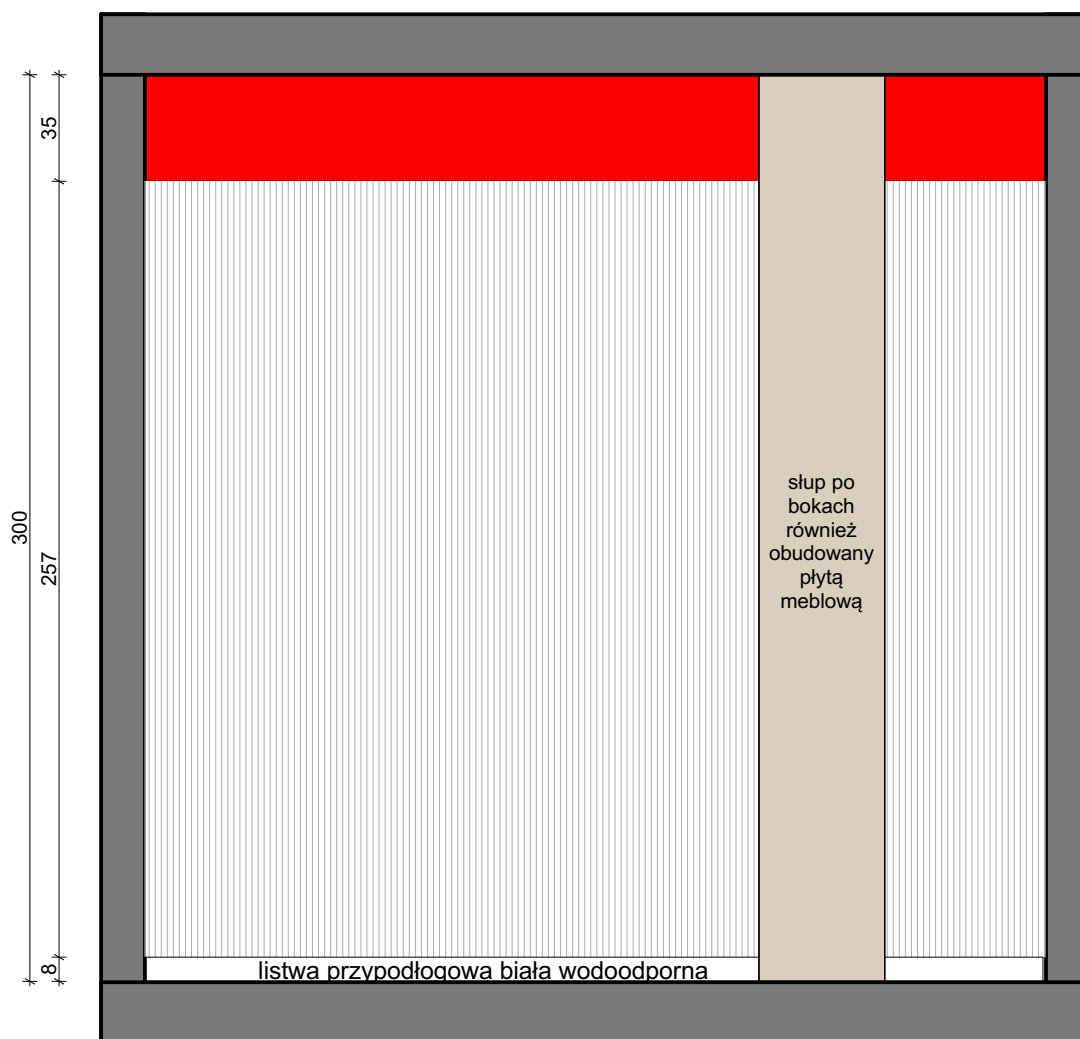 35
300
257
8
słup po
bokach
również
obudowany
płytą
meblową
listwa przypodłogowa biała wodoodporna